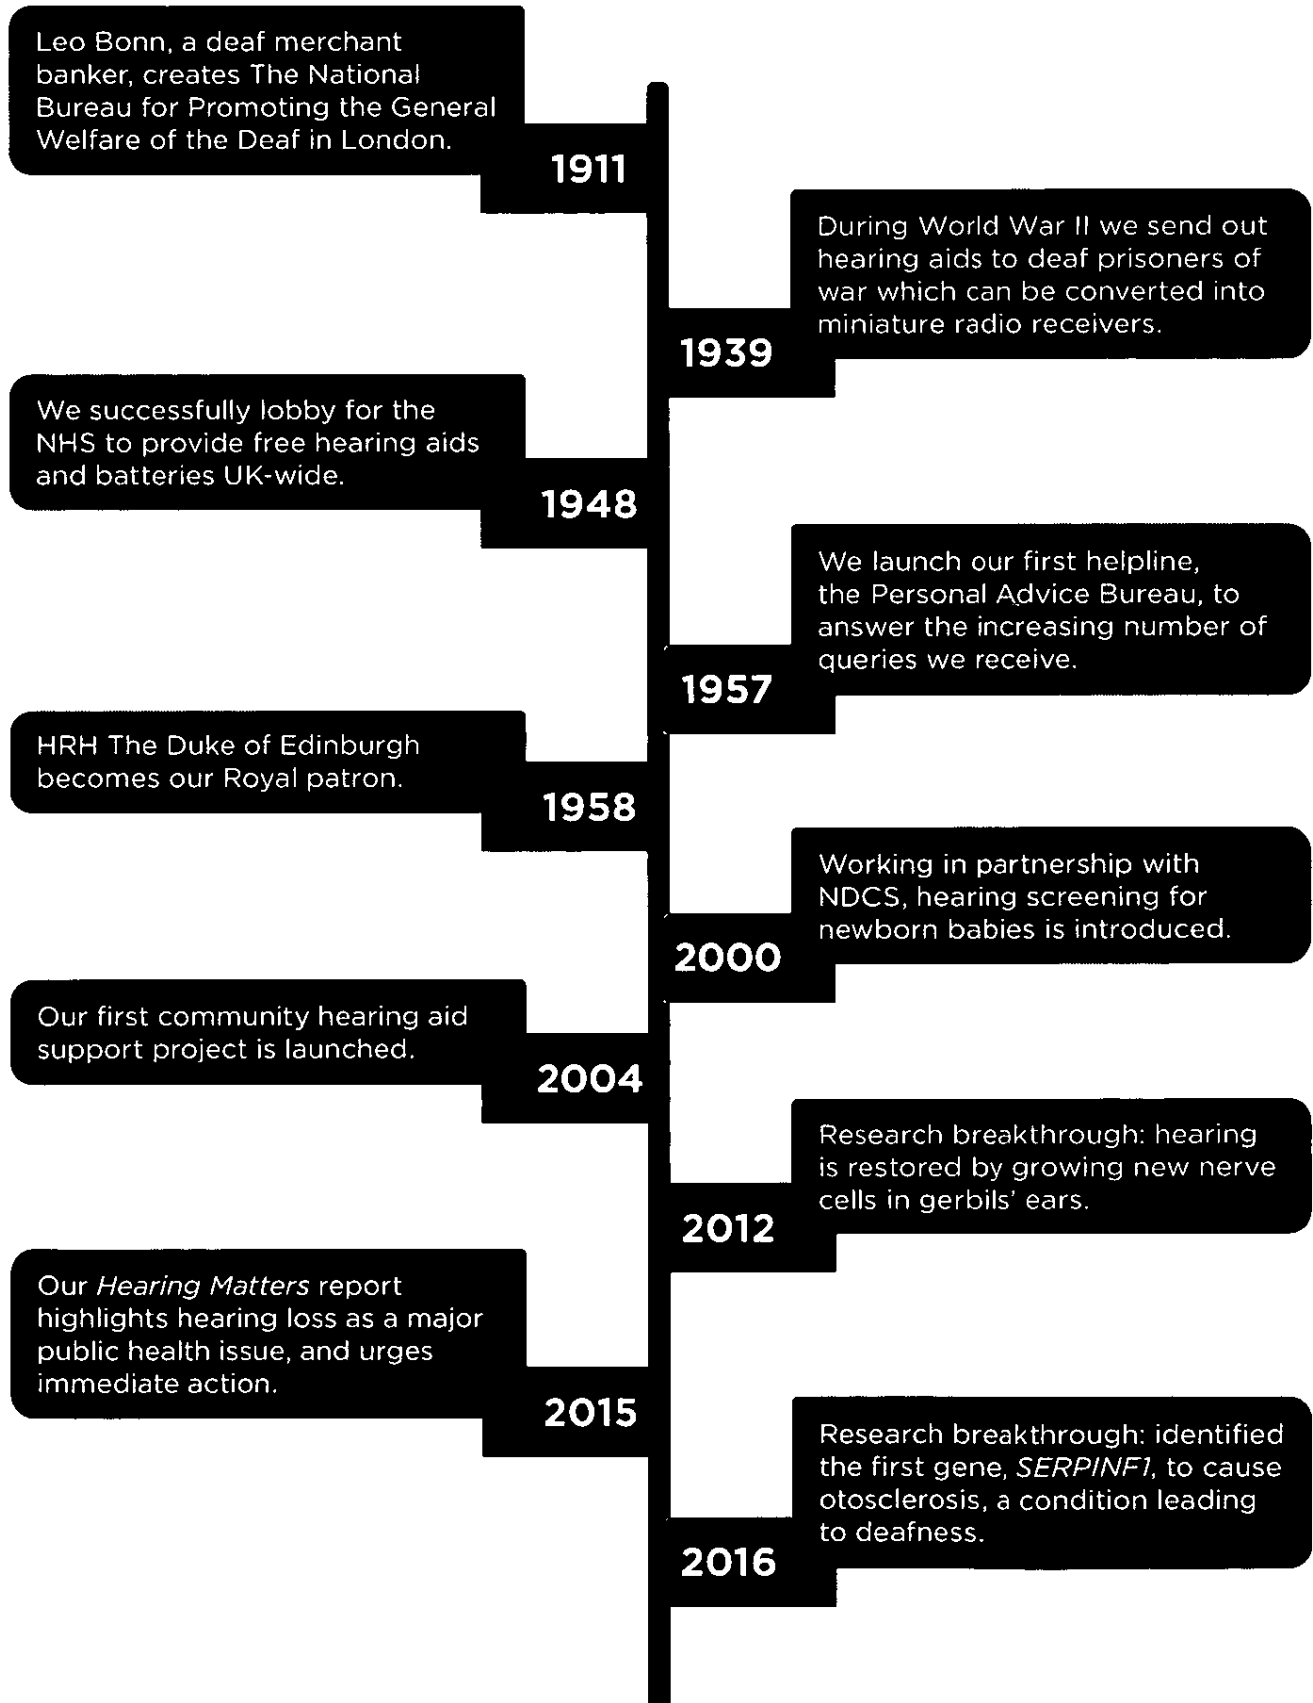 Leo Bonn, a deaf merchant
banker, creates The National
Bureau for Promoting the General
Welfare of the Deaf in London.
1911
During World War II we send out
hearing aids to deaf prisoners of
war which can be converted into
miniature radio receivers.
1939
We successfully lobby for the
NHS to provide free hearing aids
and batteries UK-wide.
1948
We launch our first helpline,
the Personal Advice Bureau, to
answer the increasing number of
queries we receive.
1957
HRH The Duke of Edinburgh
becomes our Royal patron.
1958
Working in partnership with
NDCS, hearing screening for
newborn babies is introduced.
2000
Our first community hearing aid
support project is launched.
2004
Research breakthrough: hearing
is restored by growing new nerve
cells in gerbils' ears.
2012
Our Hearing Matters report
highlights hearing loss as a major
public health issue, and urges
immediate action.
2015
Research breakthrough: identified
the first gene, SERPINF1, to cause
otosclerosis, a condition leading
to deafness.
2016